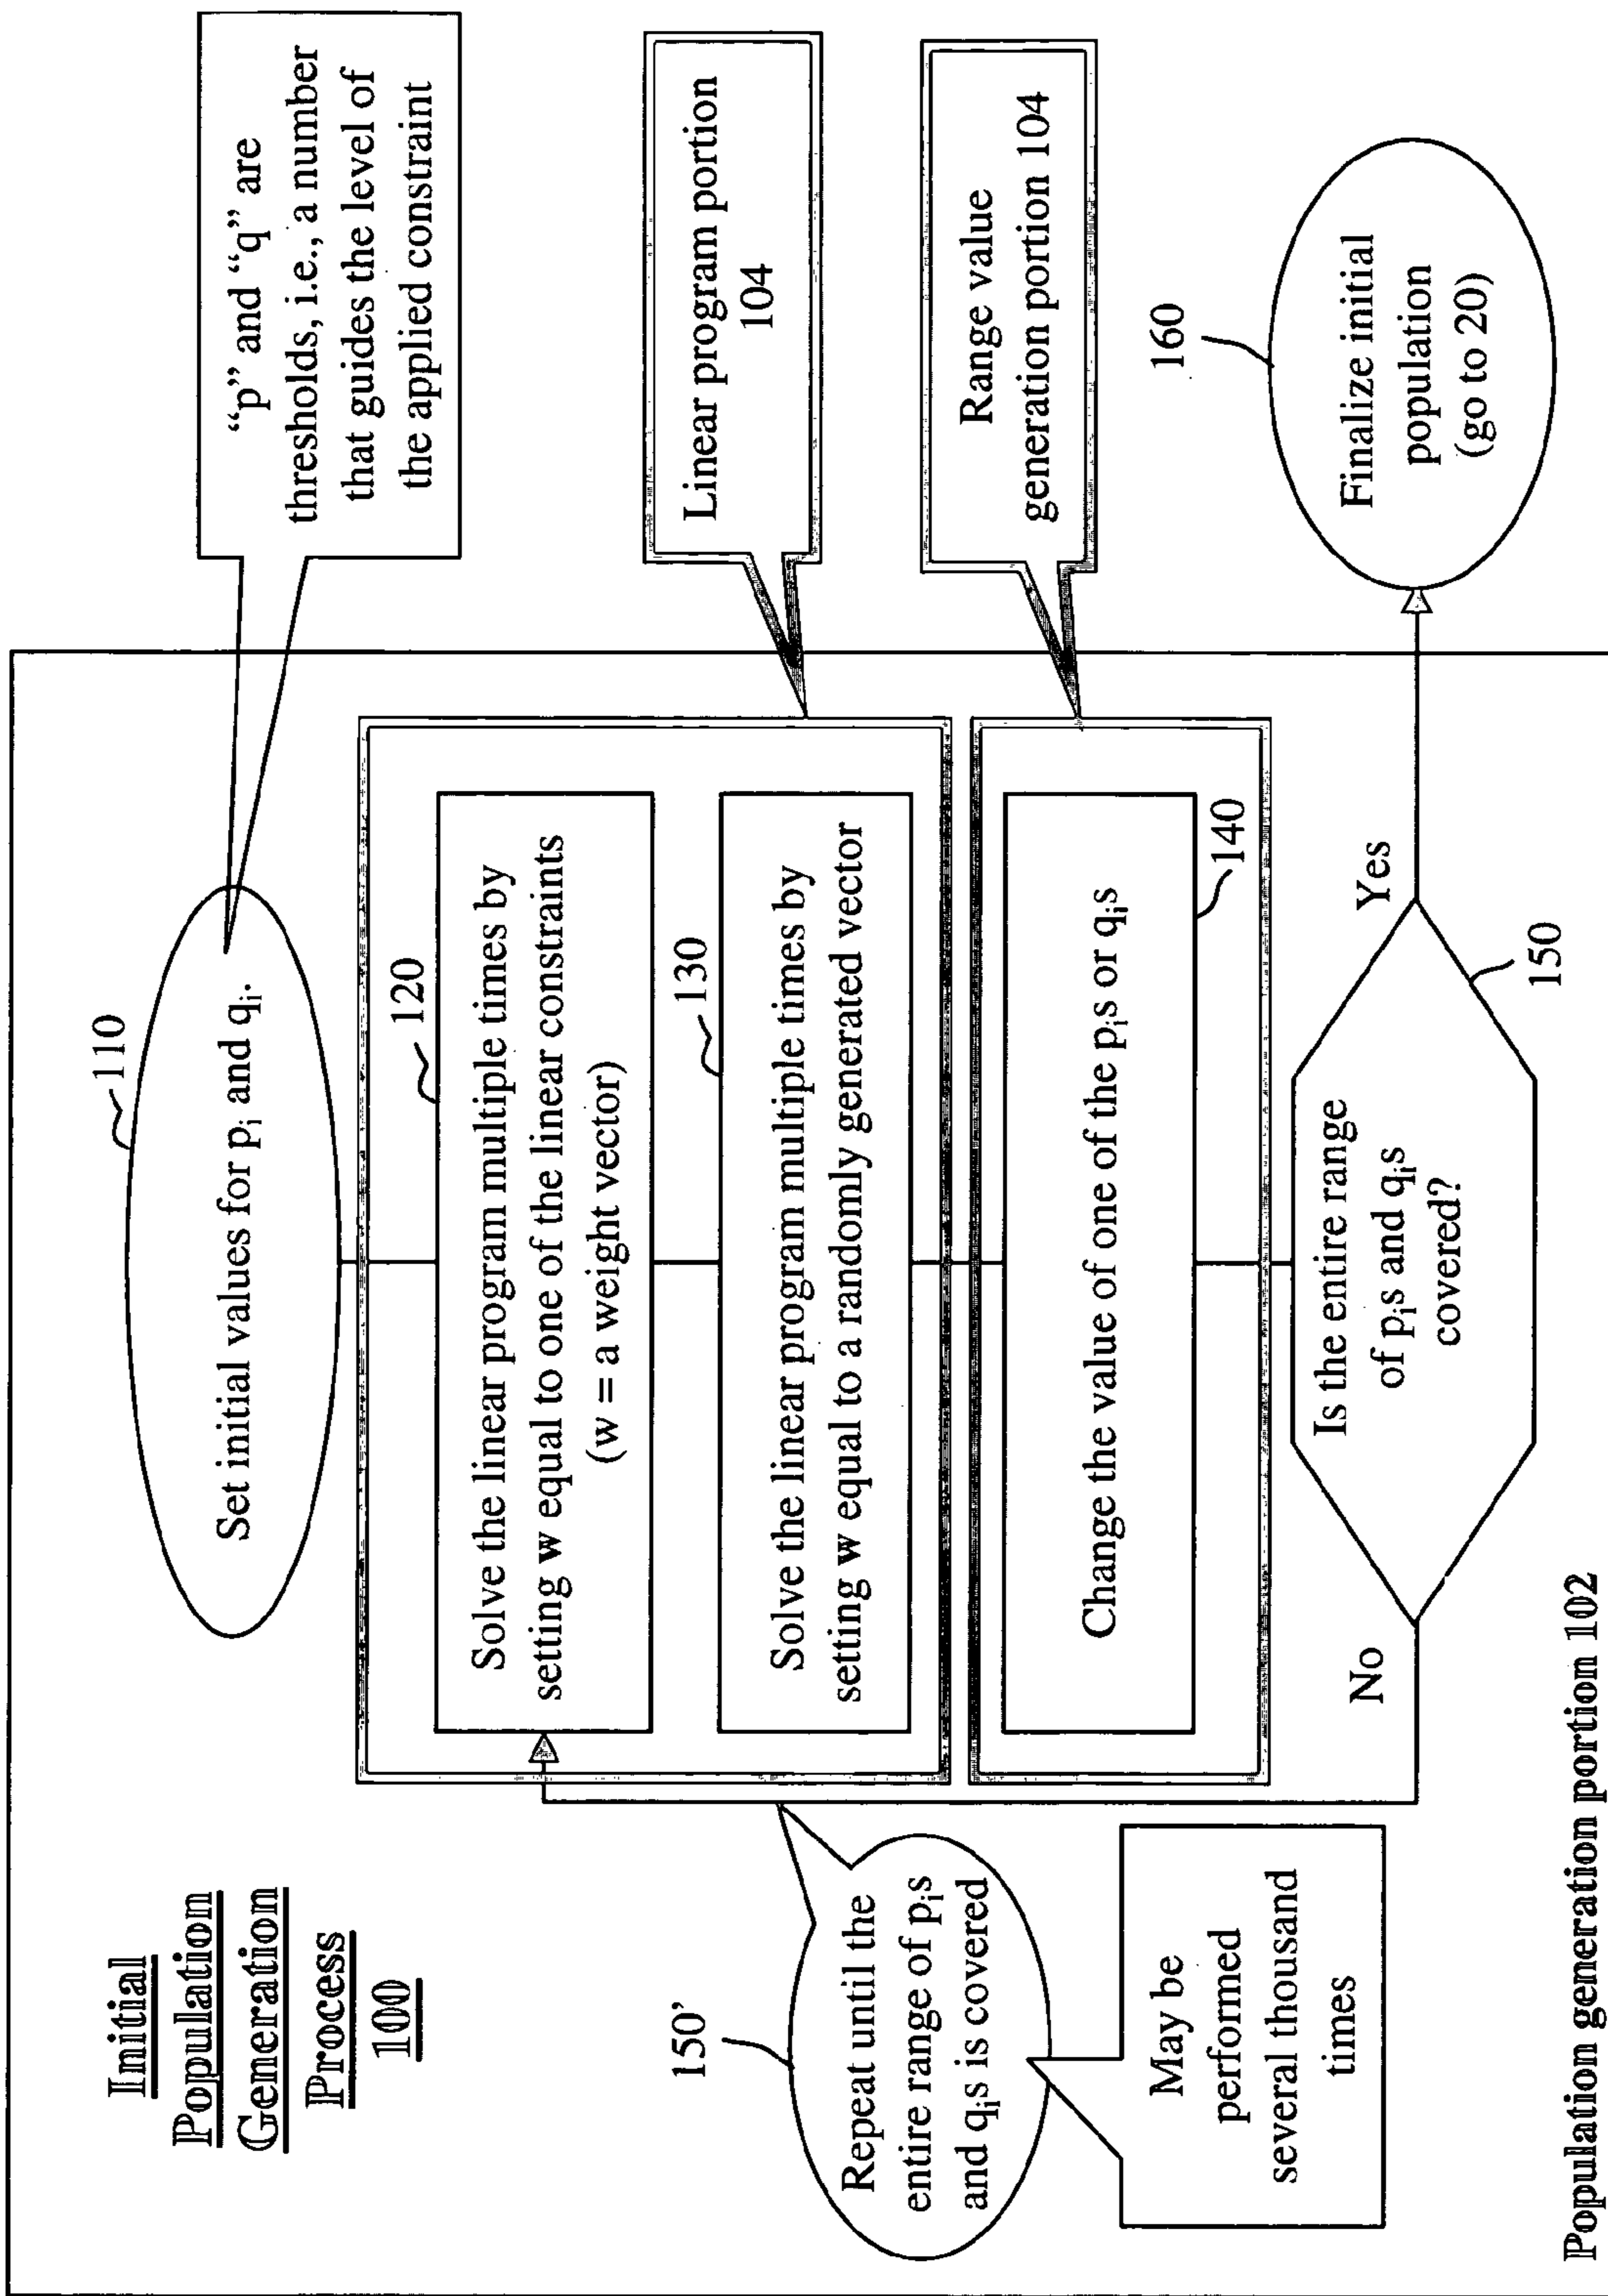 Initial
Population
Generation
Process
100
110
Set initial values for pᵢ and qᵢ.
“p” and “q” are
thresholds, i.e., a number
that guides the level of
the applied constraint
120
Solve the linear program multiple times by
setting w equal to one of the linear constraints
(w = a weight vector)
130
Solve the linear program multiple times by
setting w equal to a randomly generated vector
Linear program portion
104
Change the value of one of the pᵢs or qᵢs
140
Range value
generation portion 104
150’
Repeat until the
entire range of pᵢs
and qᵢs is covered
May be
performed
several thousand
times
No
Is the entire range
of pᵢs and qᵢs
covered?
Yes
150
160
Finalize initial
population
(go to 20)
Population generation portion 102